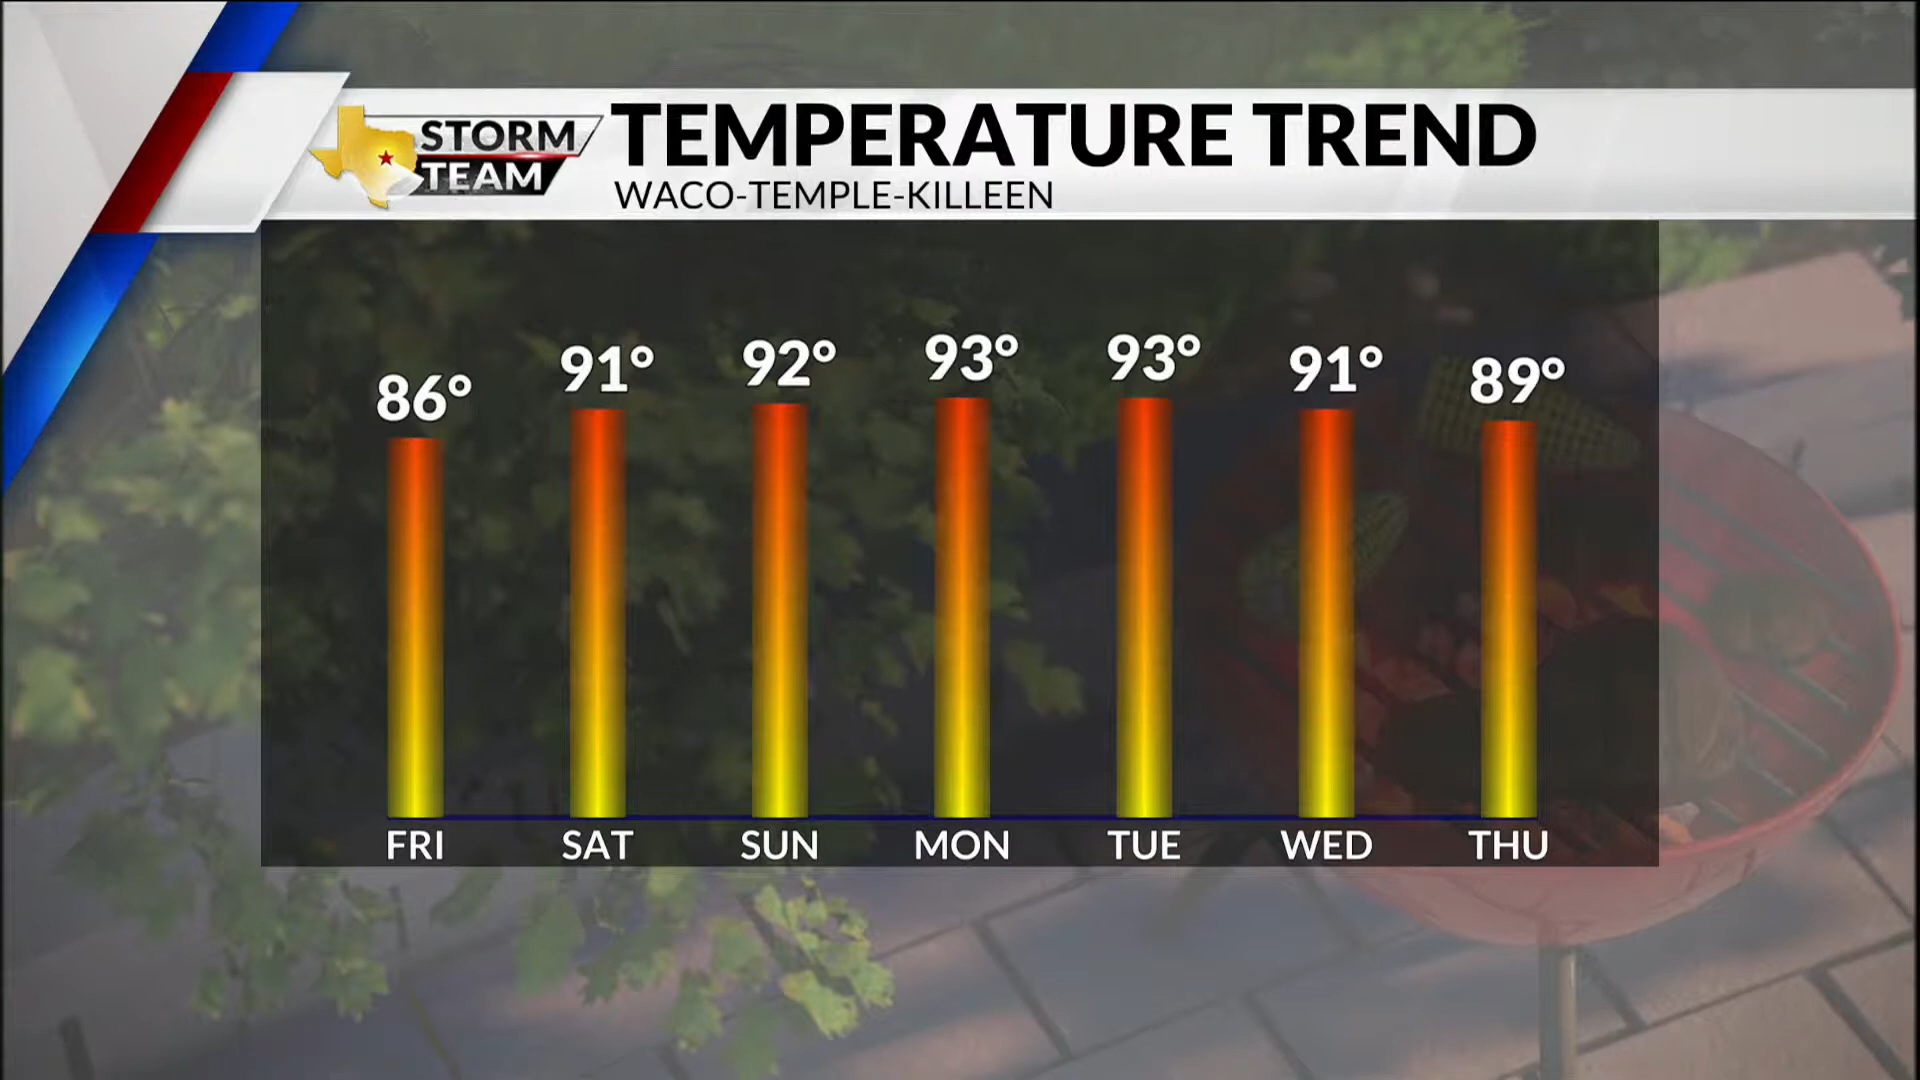 STORM
TEAM
TEMPERATURE TREND
WACO-TEMPLE-KILLEEN
86° 91° 92° 93° 93° 91° 89°
FRI SAT SUN MON TUE WED THU